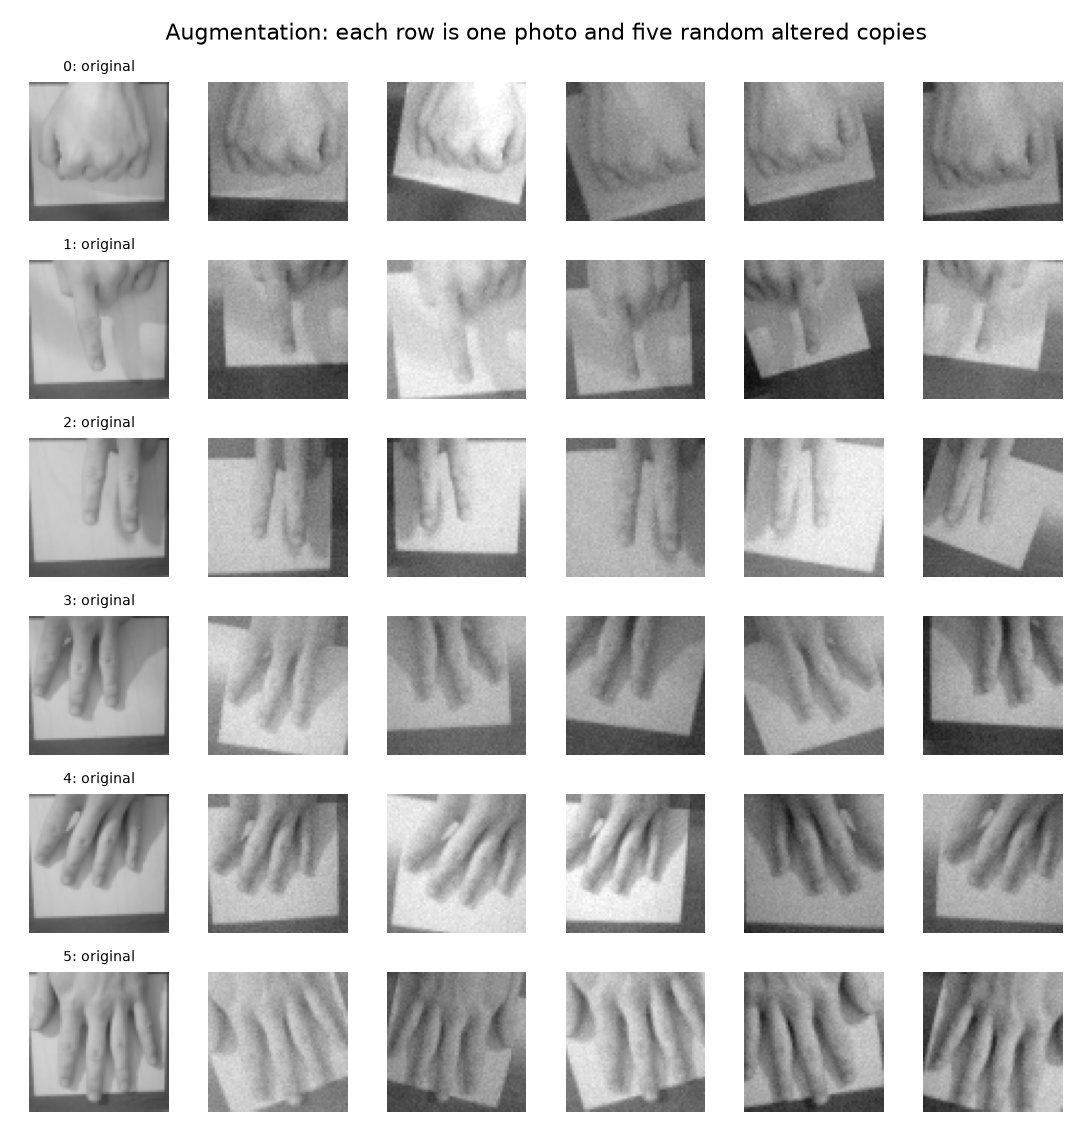 Augmentation: each row is one photo and five random altered copies
0: original
1: original
2: original
3: original
4: original
5: original